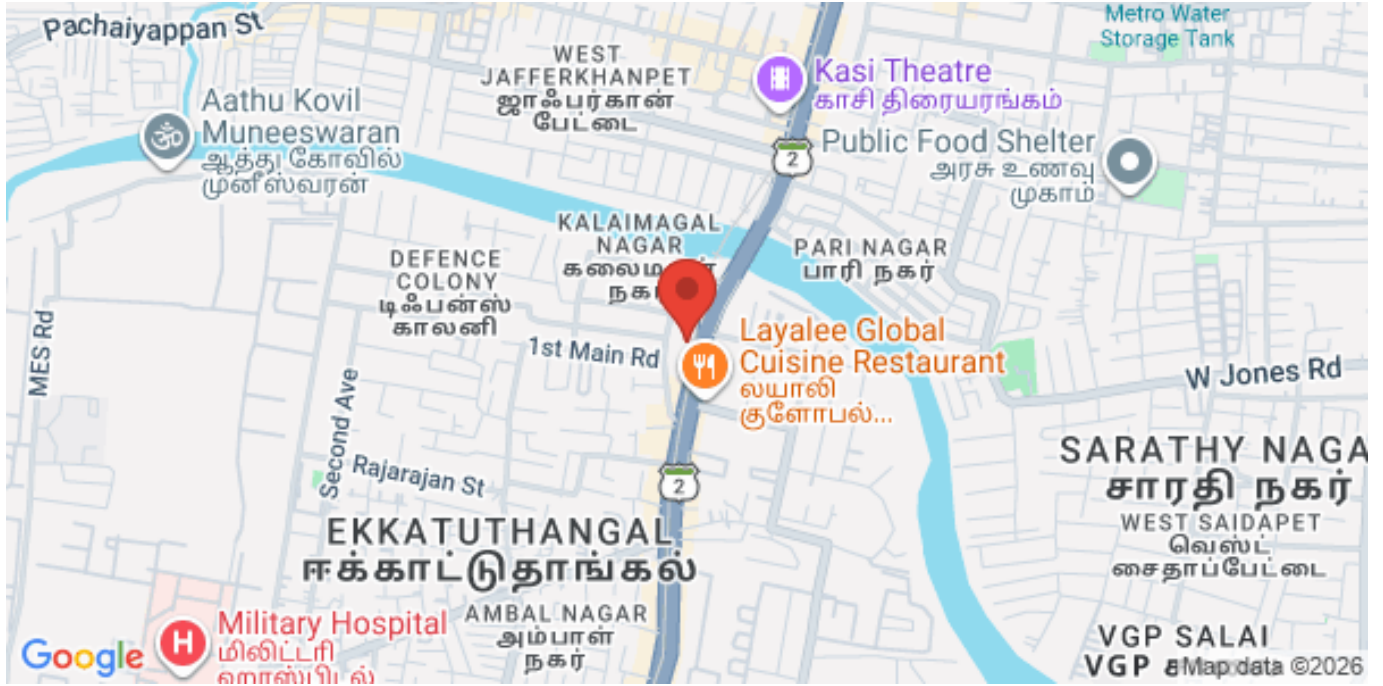 Pachaiyappan St
Metro Water
Storage Tank
WEST
JAFFERKHANPET
ஜாஃபர்கான்
பேட்டை
Kasi Theatre
காசி திரையரங்கம்
Aathu Kovil
Muneeswaran
ஆத்து கோவில்
முனீஸ்வரன்
2
Public Food Shelter
அரசு உணவு
முகாம்
KALAIMAGAL
NAGAR
PARI NAGAR
பாரி நகர்
DEFENCE
COLONY
டிஃபன்ஸ்
காலனி
MES Rd
1st Main Rd
Layalee Global
Cuisine Restaurant
லயாலி
குளோபல்...
W Jones Rd
Second Ave
Rajarajan St
2
SARATHY NAGA
சாரதி நகர்
EKKATUTHANGAL
ஈக்காட்டுதாங்கல்
WEST SAIDAPET
வெஸ்ட்
சைதாப்பேட்டை
AMBAL NAGAR
அம்பாள்
நகர்
Military Hospital
மிலிட்டரி
H
VGP SALAI
VGP
Google
Map data ©2026